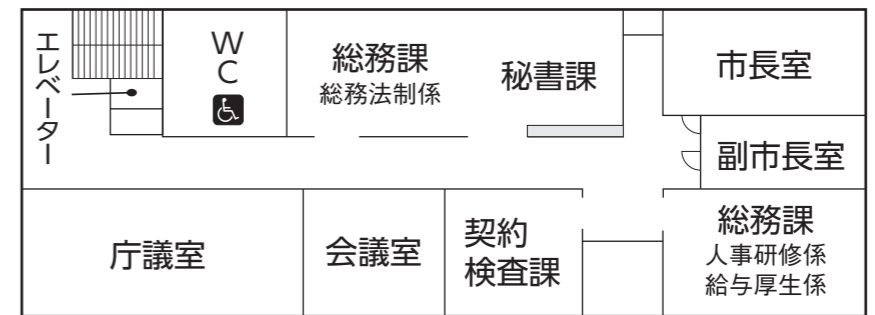 エレベーター
WC
総務課
総務法制係
秘書課
市長室
副市長室
庁議室
会議室
契約
検査課
総務課
人事研修係
給与厚生係